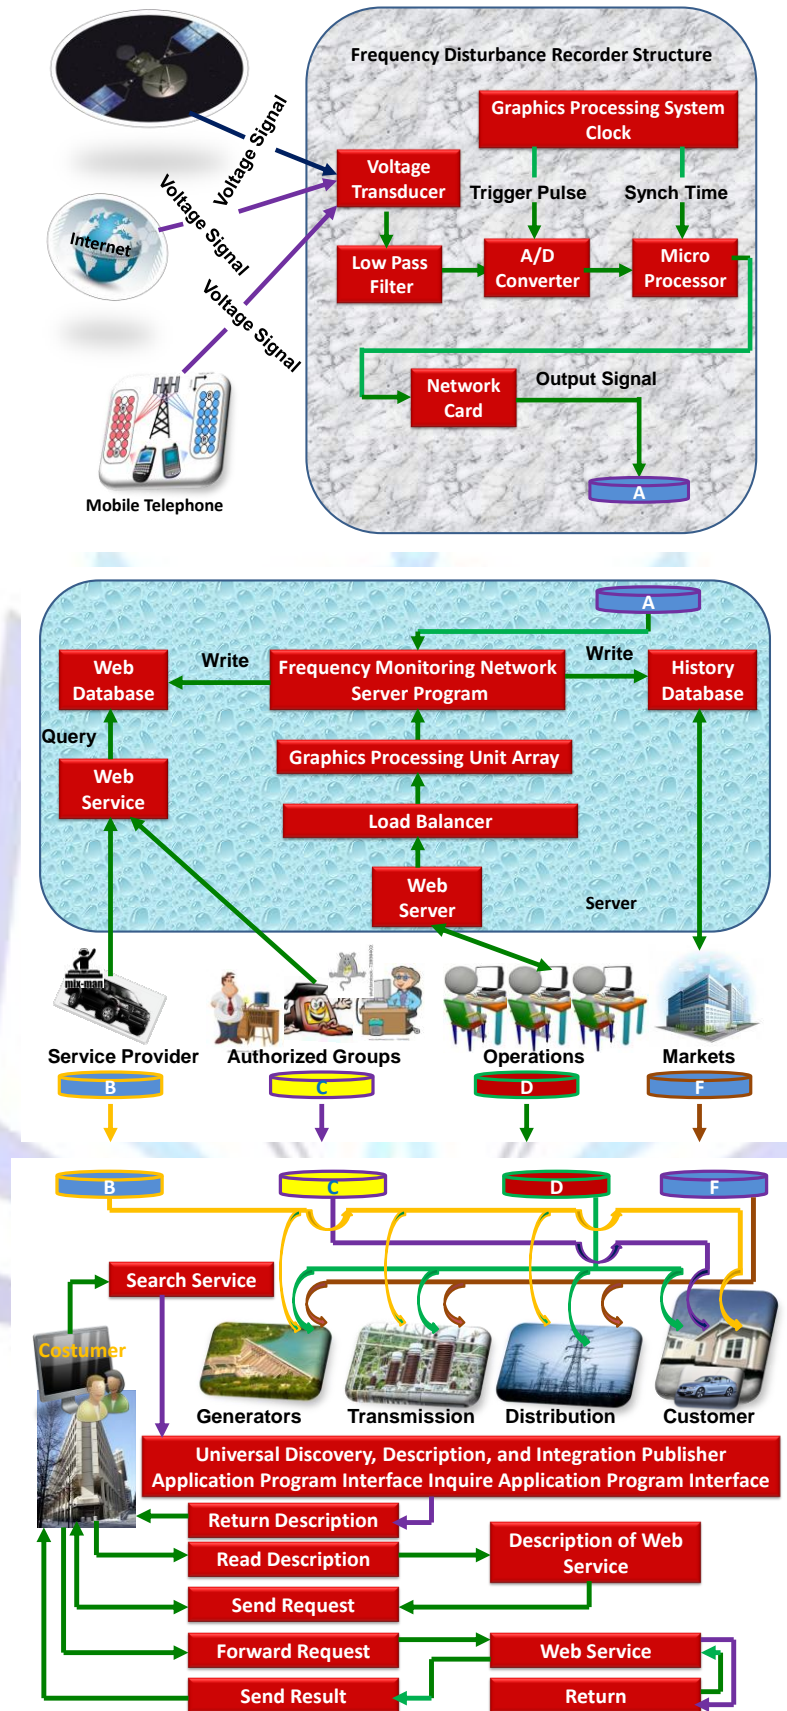 Frequency Disturbance Recorder Structure
Graphics Processing System
Clock
Voltage Signal
Voltage
Transducer
Trigger Pulse
Synch Time
Voltage Signal
Internet
Low Pass
Filter
A/D
Converter
Micro
Processor
Voltage Signal
Network
Card
Output Signal
A
Mobile Telephone
A
Web
Database
Write
Frequency Monitoring Network
Server Program
Write
History
Database
Query
Web
Service
Graphics Processing Unit Array
Load Balancer
Web
Server
Server
mix-man
Service Provider
Authorized Groups
Operations
Markets
B
C
D
F
B
C
D
F
Search Service
Costumer
Generators
Transmission
Distribution
Customer
Universal Discovery, Description, and Integration Publisher
Application Program Interface Inquire Application Program Interface
Return Description
Read Description
Description of Web
Service
Send Request
Forward Request
Web Service
Send Result
Return